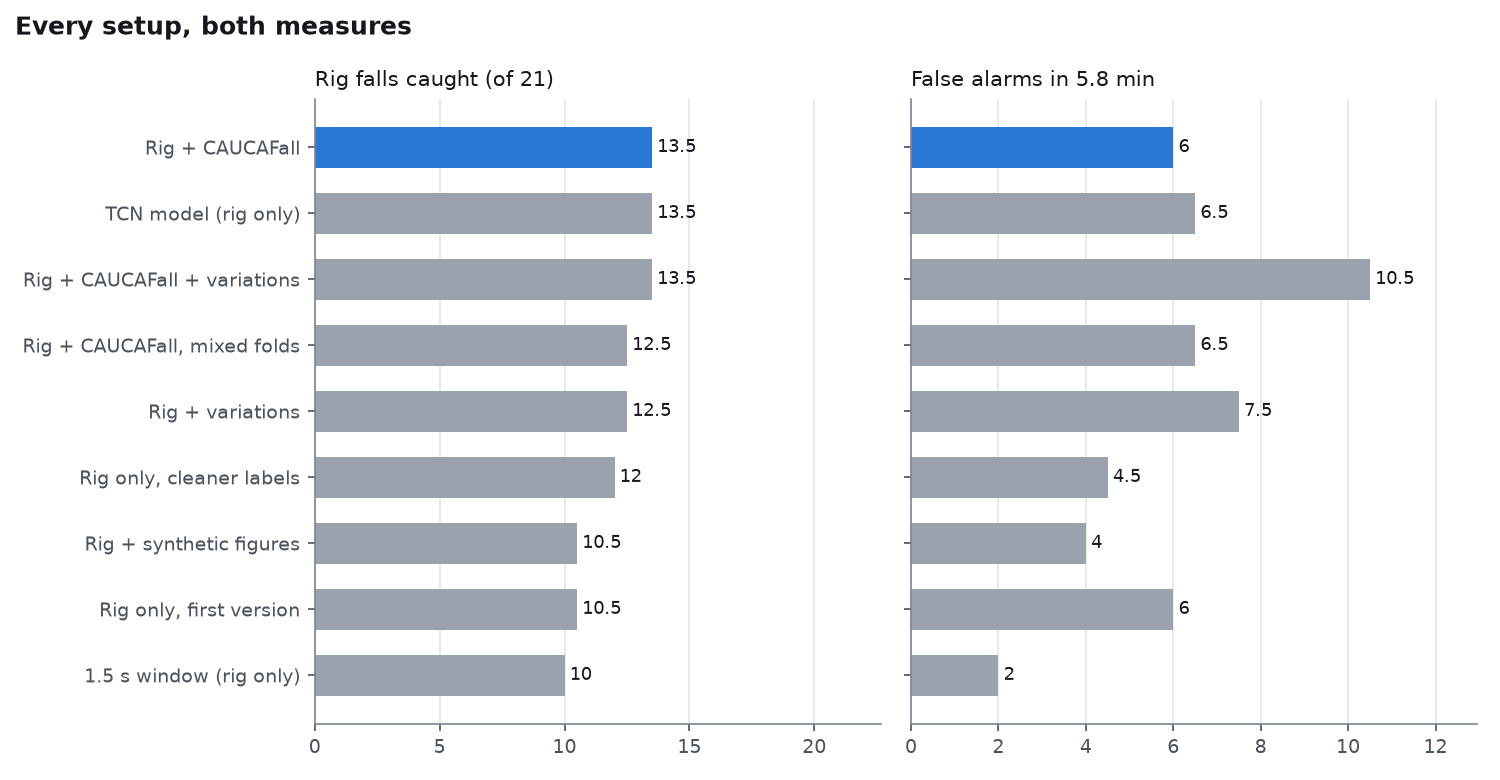 Every setup, both measures
Rig falls caught (of 21)
False alarms in 5.8 min
Rig + CAUCAFall 13.5 6
TCN model (rig only) 13.5 6.5
Rig + CAUCAFall + variations 13.5 10.5
Rig + CAUCAFall, mixed folds 12.5 6.5
Rig + variations 12.5 7.5
Rig only, cleaner labels 12 4.5
Rig + synthetic figures 10.5 4
Rig only, first version 10.5 6
1.5 s window (rig only) 10 2
0 5 10 15 20
0 2 4 6 8 10 12